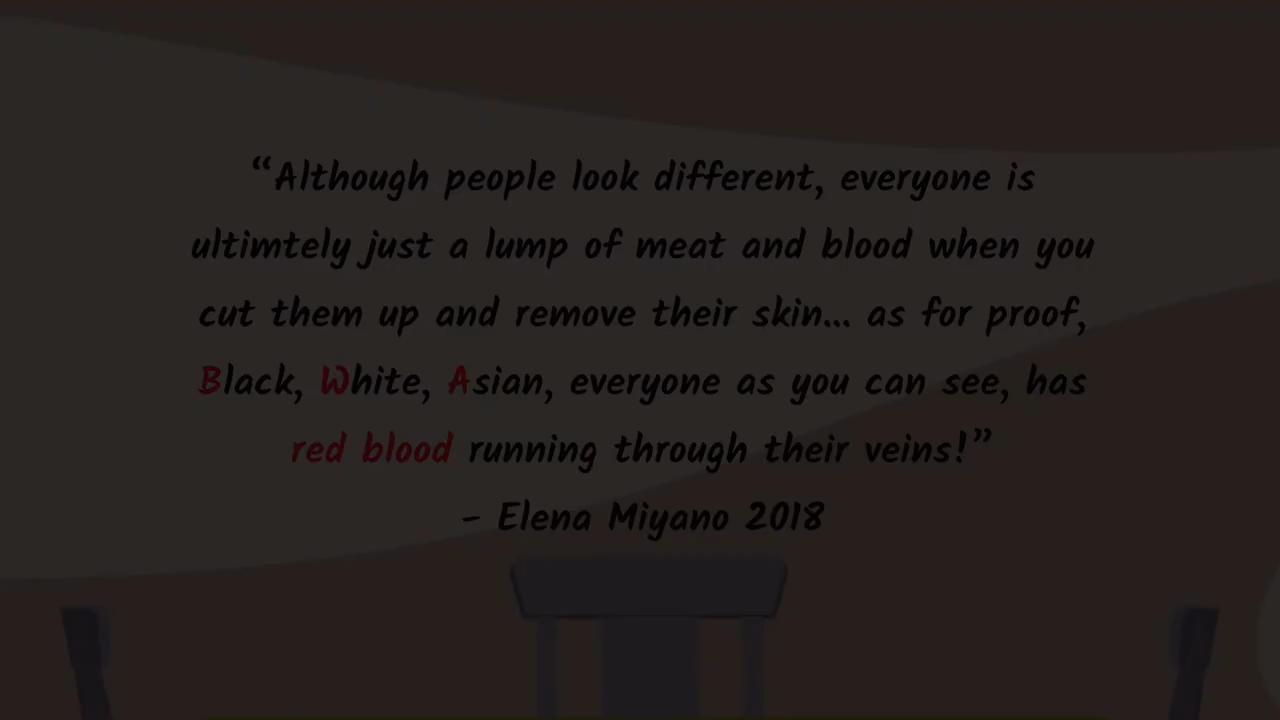 “Although people look different, everyone is
ultimtely just a lump of meat and blood when you
cut them up and remove their skin... as for proof,
Black, White, Asian, everyone as you can see, has
red blood running through their veins!”
- Elena Miyano 2018